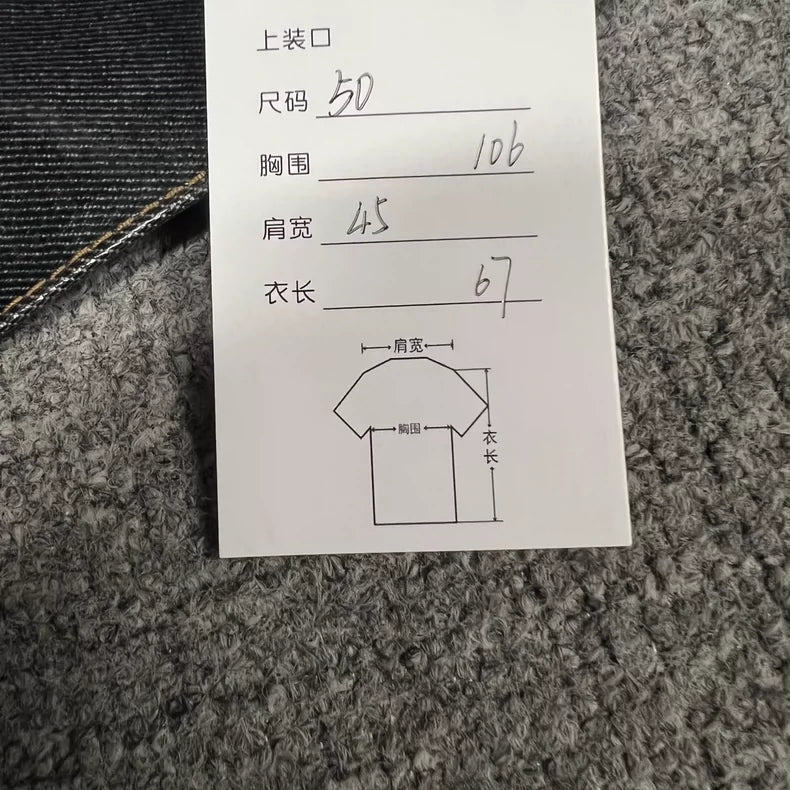 上装口
尺码 50
胸围 106
肩宽 45
衣长 67
肩宽
胸围
衣长